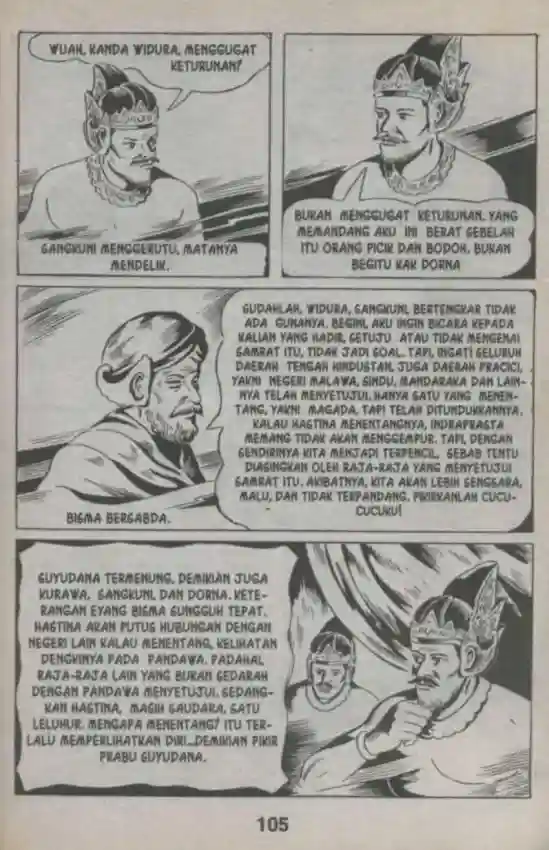 WUAH, KANDA WIDURA, MENGGUGAT
KETURUNAN?
SANGKUNI MENGGERUTU, MATANYA
MENDELIK.
BUKAN MENGGUGAT KETURUNAN. YANG
MEMANDANG AKU INI BERAT SEBELAH
ITU ORANG PICIK DAN BODOH. BUKAN
BEGITU KAK DORNA
SUDAHLAH, WIDURA, SANGKUNI, BERTENGKAR TIDAK
ADA GUNANYA. BEGINI, AKU INGIN BICARA KEPADA
KALIAN YANG HADIR, SETUJU ATAU TIDAK MENGENAI
SAMRAT ITU, TIDAK JADI SOAL. TAPI, INGAT! SELURUH
DAERAH TENGAH HINDUSTAN, JUGA DAERAH PRACICI,
YAKNI NEGERI MALAWA, SINDU, MANDARAKA DAN LAIN-
NYA TELAH MENYETUJUI. HANYA SATU YANG MENEN-
TANG, YAKNI MAGADA, TAPI TELAH DITUNDUKKANNYA.
KALAU HASTINA MENENTANGNYA, INDRAPRASTA
MEMANG TIDAK AKAN MENGGEMPUR. TAPI, DENGAN
SENDIRINYA KITA MENJADI TERPENCIL, SEBAB TENTU
DIASINGKAN OLEH RAJA-RAJA YANG MENYETUJUI
SAMRAT ITU. AKIBATNYA, KITA AKAN LEBIH SENGSARA,
MALU, DAN TIDAK TERPANDANG. PIKIRKANLAH CUCU-
CUCUKU!
BISMA BERSABDA.
SUYUDANA TERMENUNG. DEMIKIAN JUGA
KURAWA, SANGKUNI, DAN DORNA. KETE-
RANGAN EYANG BISMA SUNGGUH TEPAT.
HASTINA AKAN PUTUS HUBUNGAN DENGAN
NEGERI LAIN KALAU MENENTANG, KELIHATAN
DENGKINYA PADA PANDAWA. PADAHAL
RAJA-RAJA LAIN YANG BUKAN SEDARAH
DENGAN PANDAWA MENYETUJUI. SEDANG-
KAN HASTINA, MASIH SAUDARA, SATU
LELUHUR. MENGAPA MENENTANG? ITU TER-
LALU MEMPERLIHATKAN DIRI...DEMIKIAN PIKIR
PRABU SUYUDANA.
105